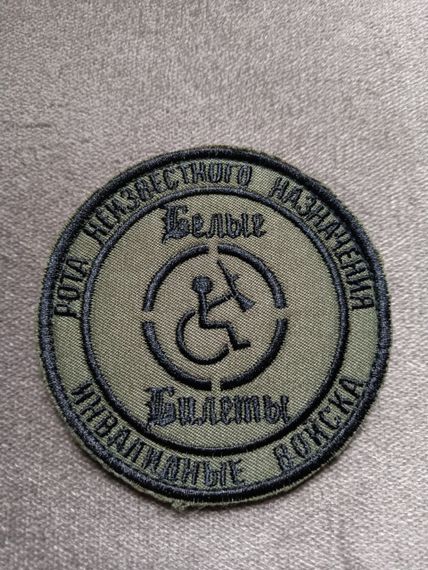 РОТА НЕИЗВЕСТНОГО НАЗНАЧЕНИЯ
Белые
Билеты
ИНВАЛИДНЫЕ ВОЙСКА